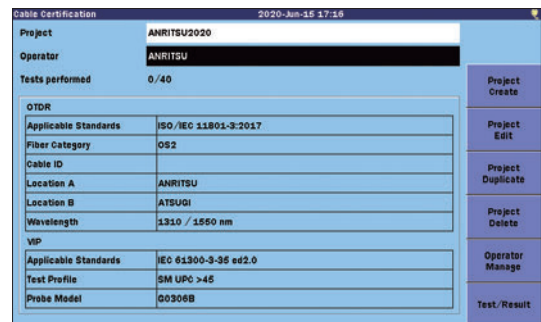 Cable Certification 2020-Jun-15 17:16
Project ANRITSU2020
Operator ANRITSU
Tests performed 0/40
OTDR
Applicable Standards ISO/IEC 11801-3:2017
Fiber Category OS2
Cable ID
Location A ANRITSU
Location B ATSUGI
Wavelength 1310 / 1550 nm
VIP
Applicable Standards IEC 61300-3-35 ed2.0
Test Profile SM UPC >45
Probe Model G0306B
Project
Create
Project
Edit
Project
Duplicate
Project
Delete
Operator
Manage
Test/Result